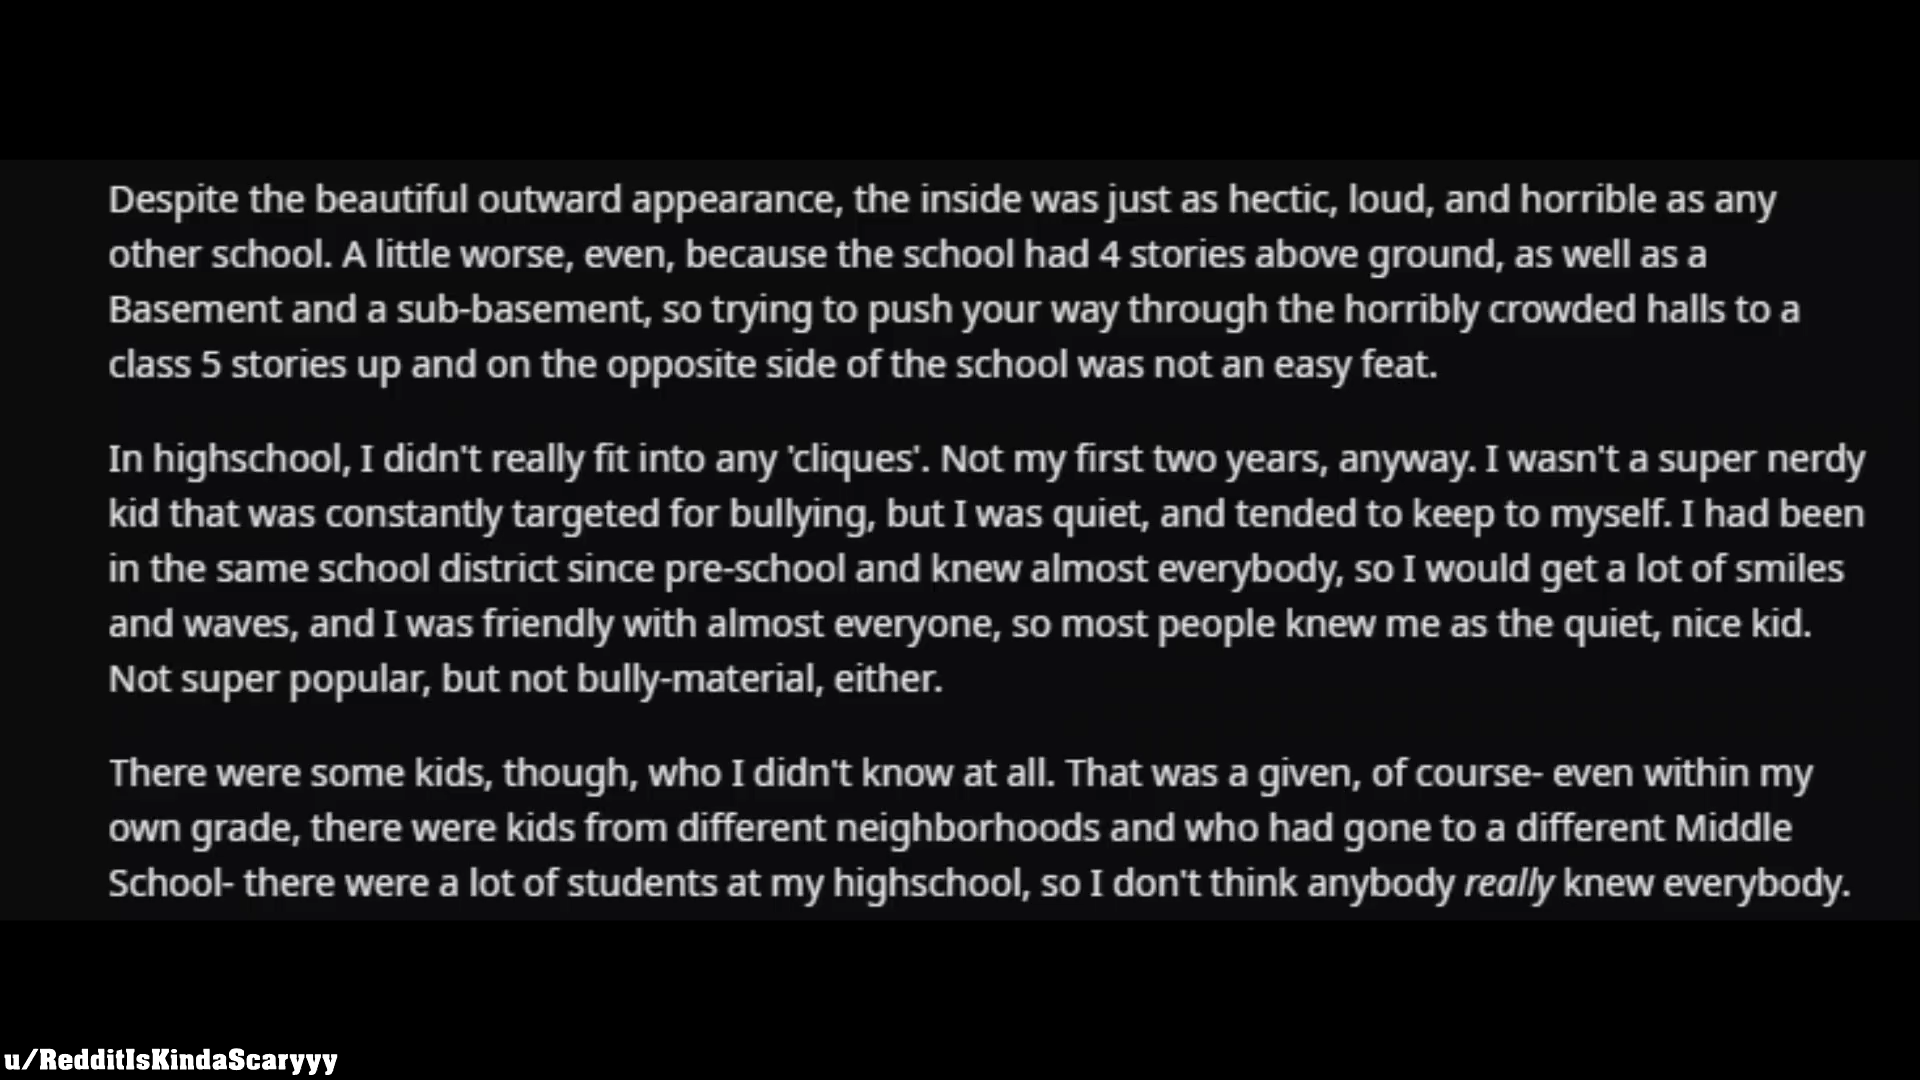 Despite the beautiful outward appearance, the inside was just as hectic, loud, and horrible as any
other school. A little worse, even, because the school had 4 stories above ground, as well as a
Basement and a sub-basement, so trying to push your way through the horribly crowded halls to a
class 5 stories up and on the opposite side of the school was not an easy feat.
In highschool, I didn't really fit into any 'cliques'. Not my first two years, anyway. I wasn't a super nerdy
kid that was constantly targeted for bullying, but I was quiet, and tended to keep to myself. I had been
in the same school district since pre-school and knew almost everybody, so I would get a lot of smiles
and waves, and I was friendly with almost everyone, so most people knew me as the quiet, nice kid.
Not super popular, but not bully-material, either.
There were some kids, though, who I didn't know at all. That was a given, of course- even within my
own grade, there were kids from different neighborhoods and who had gone to a different Middle
School- there were a lot of students at my highschool, so I don't think anybody really knew everybody.
u/RedditIsKindaScaryyy